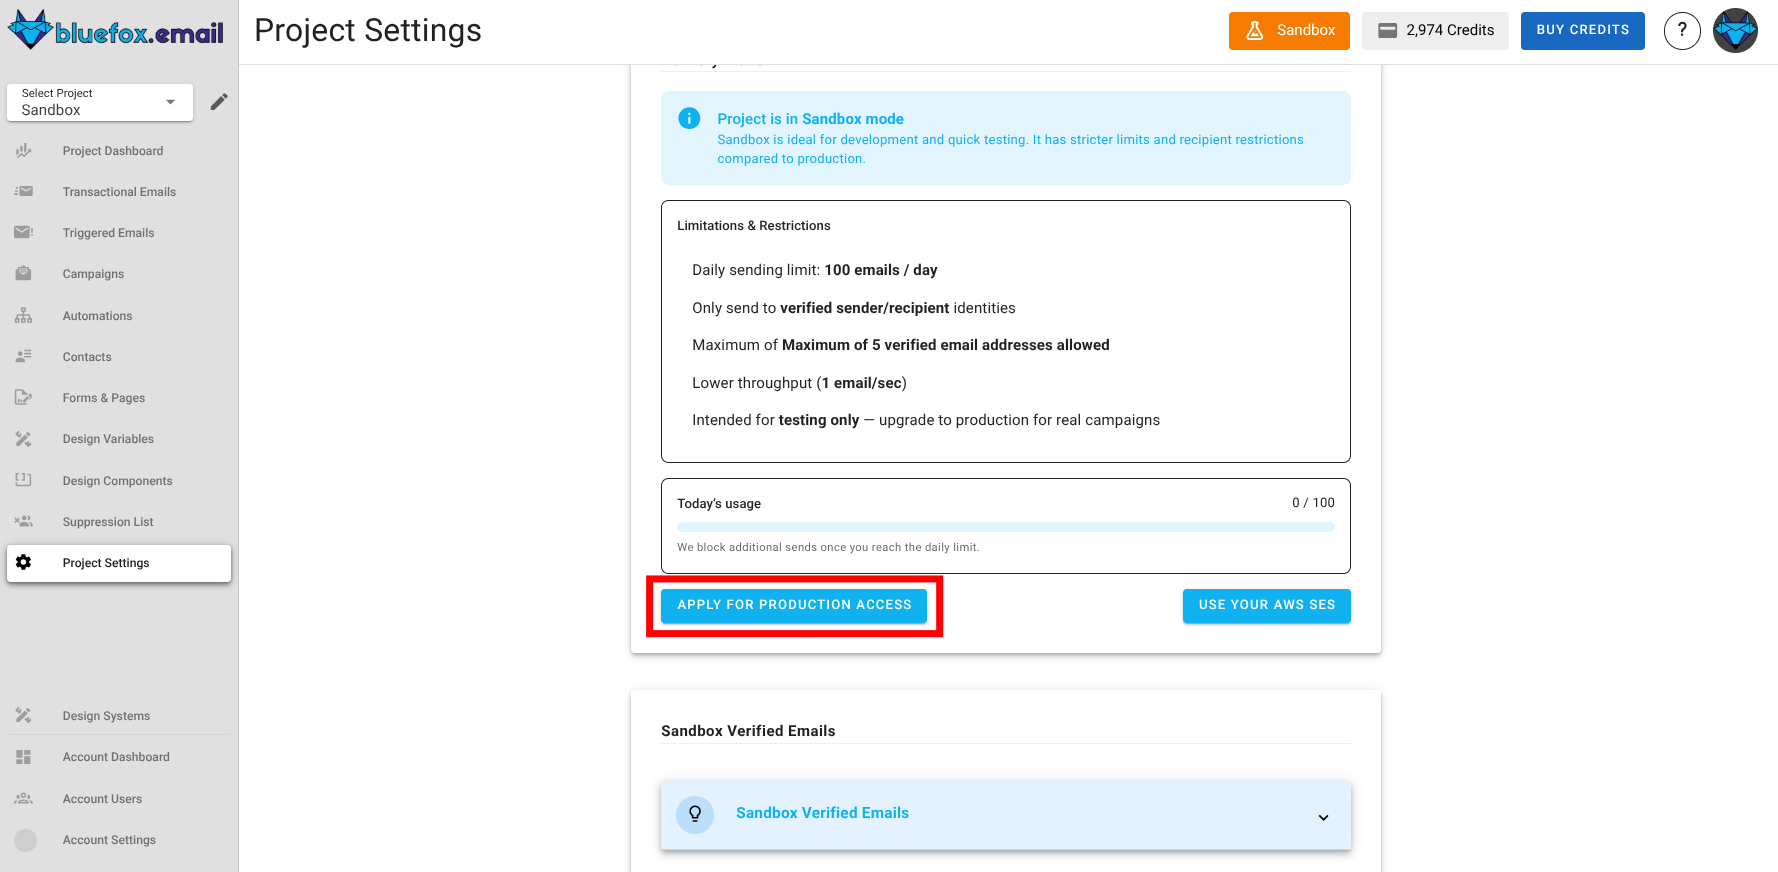 bluefox.email
Project Settings
Sandbox
2,974 Credits
BUY CREDITS
?
Select Project
Sandbox
Project Dashboard
Transactional Emails
Triggered Emails
Campaigns
Automations
Contacts
Forms & Pages
Design Variables
Design Components
Suppression List
Project Settings
Design Systems
Account Dashboard
Account Users
Account Settings
Project is in Sandbox mode
Sandbox is ideal for development and quick testing. It has stricter limits and recipient restrictions
compared to production.
Limitations & Restrictions
Daily sending limit: 100 emails / day
Only send to verified sender/recipient identities
Maximum of Maximum of 5 verified email addresses allowed
Lower throughput (1 email/sec)
Intended for testing only — upgrade to production for real campaigns
Today's usage
0 / 100
We block additional sends once you reach the daily limit.
APPLY FOR PRODUCTION ACCESS
USE YOUR AWS SES
Sandbox Verified Emails
Sandbox Verified Emails